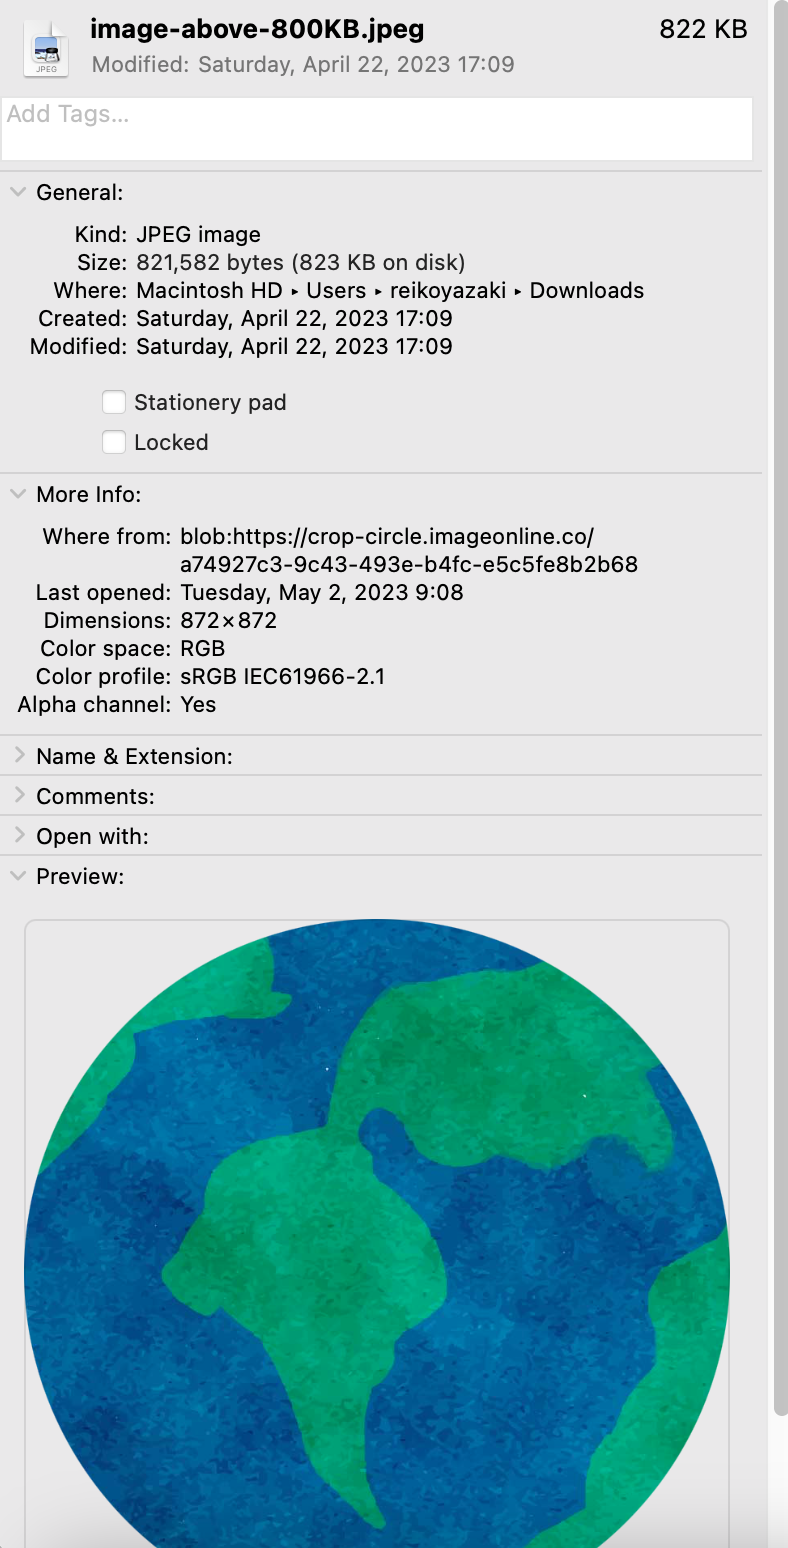 image-above-800KB.jpeg 822 KB
Modified: Saturday, April 22, 2023 17:09
JPEG
Add Tags...
General:
Kind: JPEG image
Size: 821,582 bytes (823 KB on disk)
Where: Macintosh HD ▸ Users ▸ reikoyazaki ▸ Downloads
Created: Saturday, April 22, 2023 17:09
Modified: Saturday, April 22, 2023 17:09
Stationery pad
Locked
More Info:
Where from: blob:https://crop-circle.imageonline.co/
a74927c3-9c43-493e-b4fc-e5c5fe8b2b68
Last opened: Tuesday, May 2, 2023 9:08
Dimensions: 872×872
Color space: RGB
Color profile: sRGB IEC61966-2.1
Alpha channel: Yes
Name & Extension:
Comments:
Open with:
Preview: